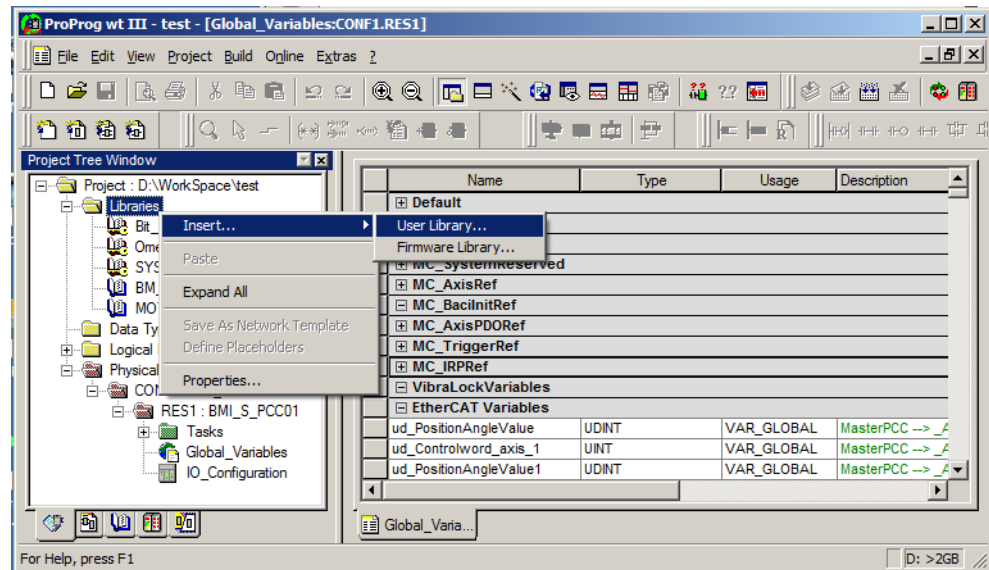 ProProg wt III - test - [Global_Variables:CONF1.RES1]
File Edit View Project Build Online Extras ?
Project Tree Window
Project : D:\WorkSpace\test
Libraries
Bit_
Ome
SYS
BM_
MO
Data Ty
Logical
Physical
CON
RES1 : BMI_S_PCC01
Tasks
Global_Variables
IO_Configuration
Insert...
Paste
Expand All
Save As Network Template
Define Placeholders
Properties...
User Library...
Firmware Library...
Name Type Usage Description
Default
MC_SystemReserved
MC_AxisRef
MC_BaciInitRef
MC_AxisPDORef
MC_TriggerRef
MC_IRPRef
VibraLockVariables
EtherCAT Variables
ud_PositionAngleValue UDINT VAR_GLOBAL MasterPCC --> _A
ud_Controlword_axis_1 UINT VAR_GLOBAL MasterPCC --> _A
ud_PositionAngleValue1 UDINT VAR_GLOBAL MasterPCC --> _A
Global_Varia...
For Help, press F1
D: >2GB